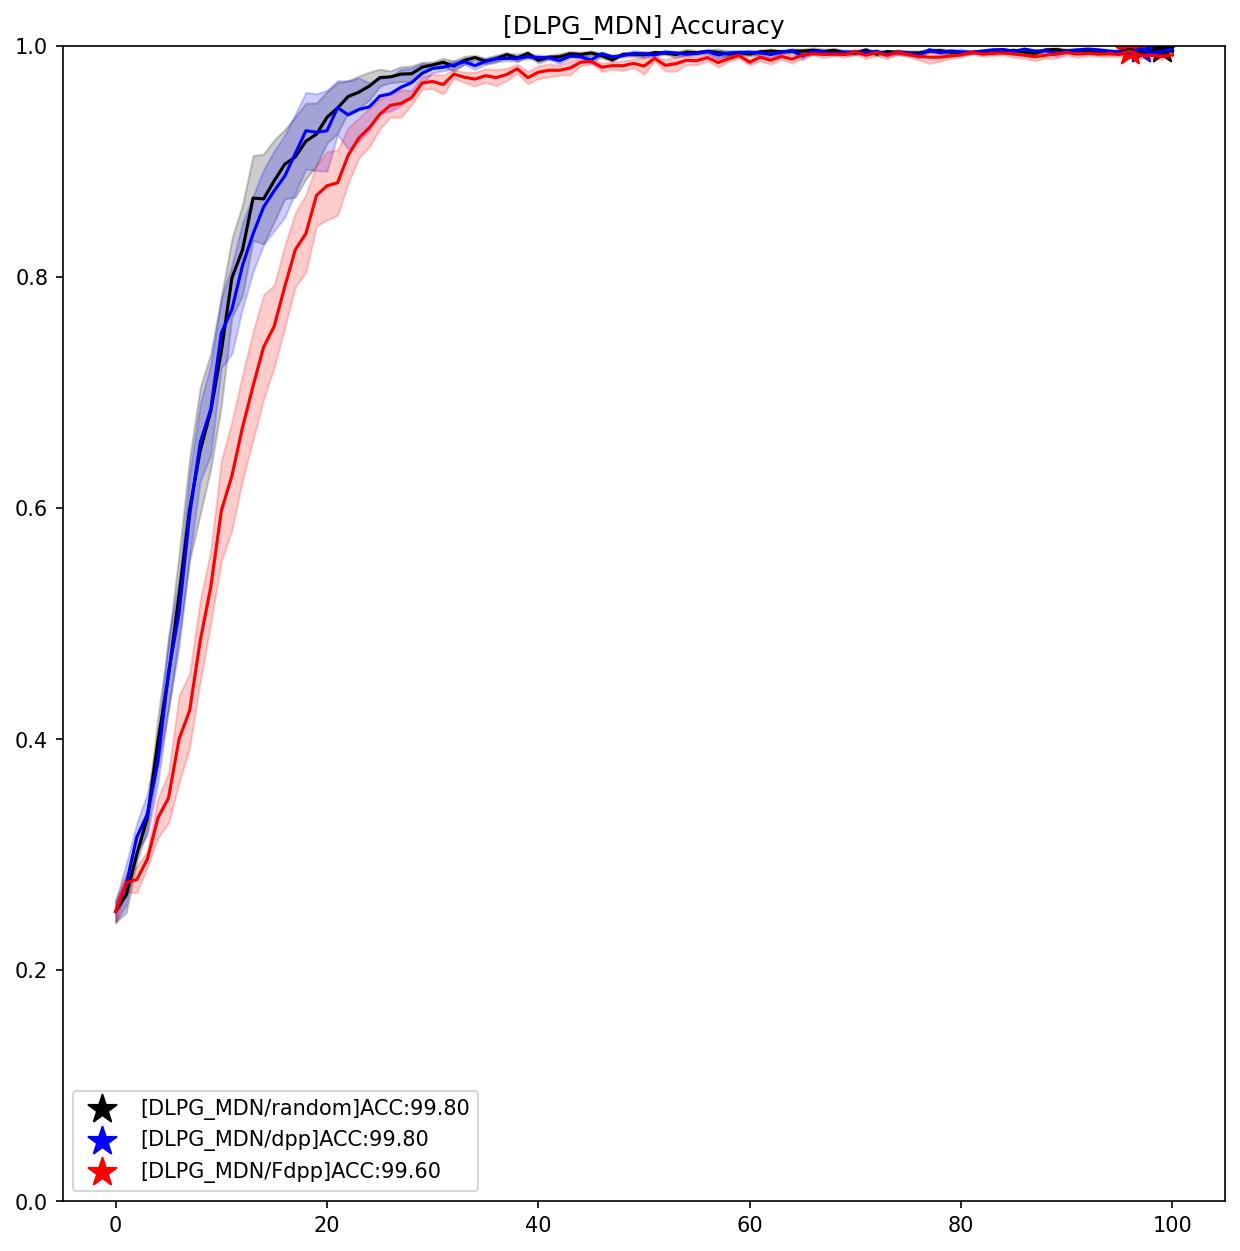 [DLPG_MDN] Accuracy
1.0
0.8
0.6
0.4
0.2
0.0
[DLPG_MDN/random]ACC:99.80
[DLPG_MDN/dpp]ACC:99.80
[DLPG_MDN/Fdpp]ACC:99.60
0 20 40 60 80 100